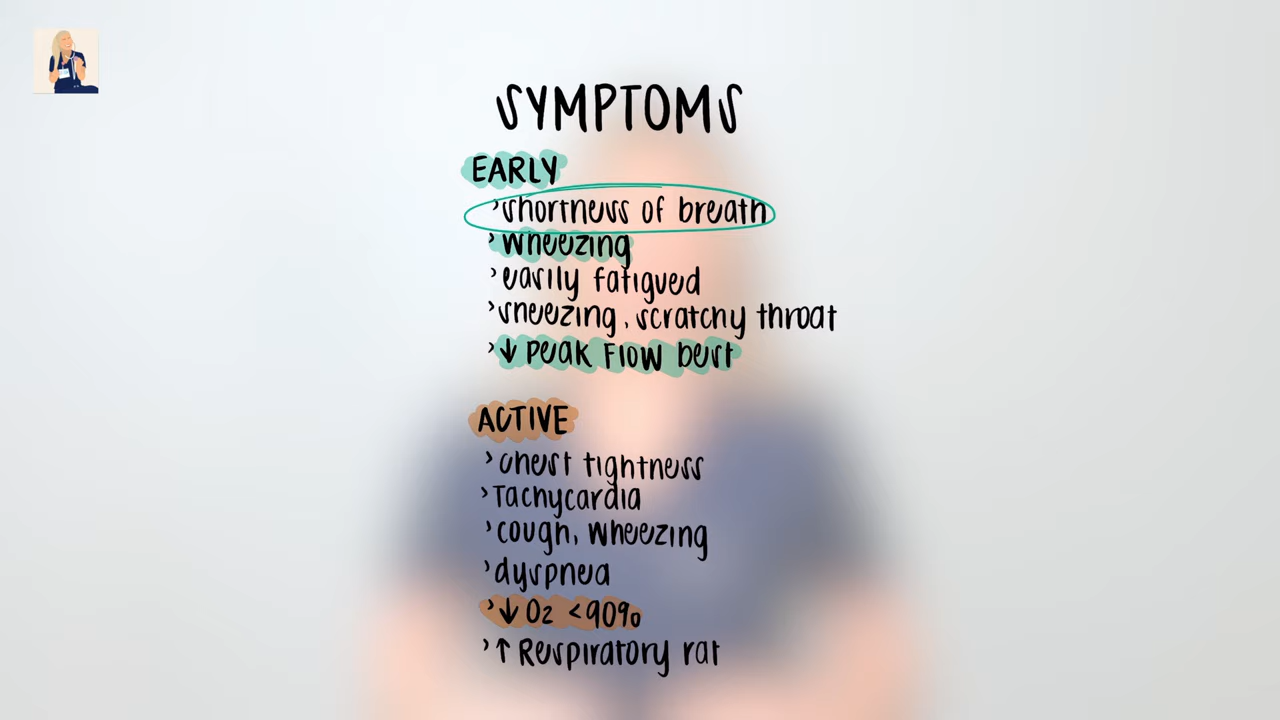 SYMPTOMS
EARLY
›shortness of breath
›wheezing
›easily fatigued
›sneezing, scratchy throat
›↓ peak flow best
ACTIVE
›chest tightness
›Tachycardia
›cough, wheezing
›dyspnea
›↓ O2 <90%
›↑ Respiratory rat